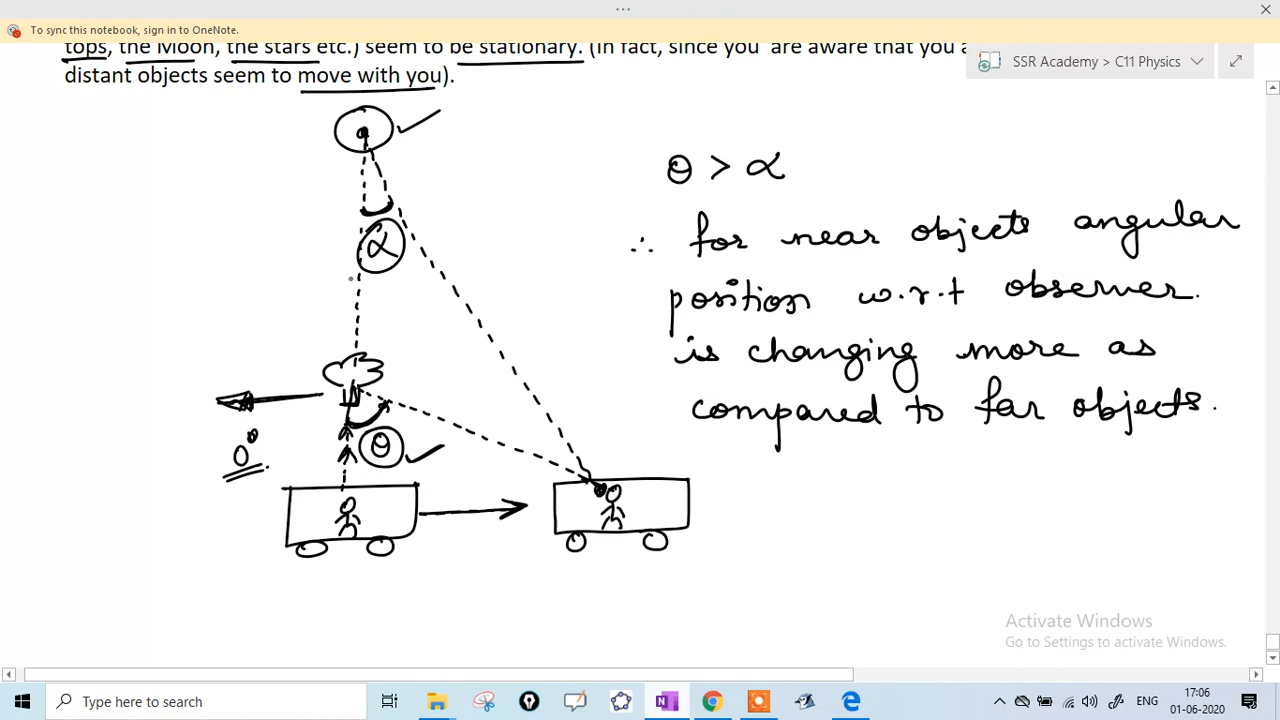 To sync this notebook, sign in to OneNote.
tops, the Moon, the stars etc.) seem to be stationary. (in fact, since you are aware that you a
distant objects seem to move with you).
SSR Academy > C11 Physics
θ > α
∴ for near objects angular
position w.r.t observer.
is changing more as
compared to far objects.
α
θ
0°
Activate Windows
Go to Settings to activate Windows.
Type here to search
ENG
17:06
01-06-2020